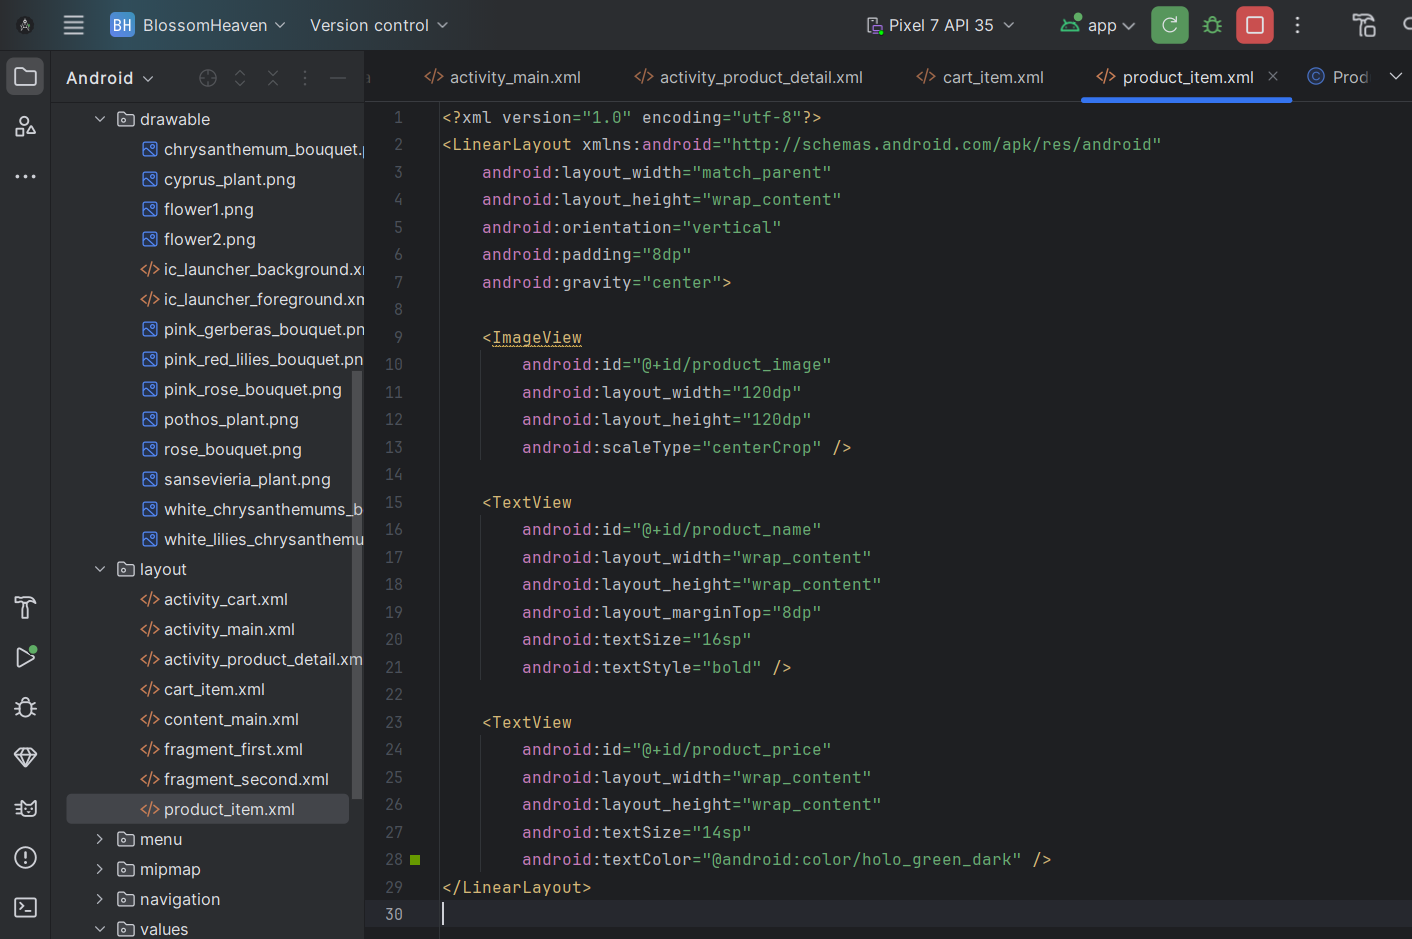 BH BlossomHeaven Version control Pixel 7 API 35 app
Android
activity_main.xml activity_product_detail.xml cart_item.xml product_item.xml Prod
drawable
chrysanthemum_bouquet.
cyprus_plant.png
flower1.png
flower2.png
ic_launcher_background.x
ic_launcher_foreground.xm
pink_gerberas_bouquet.pn
pink_red_lilies_bouquet.pn
pink_rose_bouquet.png
pothos_plant.png
rose_bouquet.png
sansevieria_plant.png
white_chrysanthemums_b
white_lilies_chrysanthemu
layout
activity_cart.xml
activity_main.xml
activity_product_detail.xm
cart_item.xml
content_main.xml
fragment_first.xml
fragment_second.xml
product_item.xml
menu
mipmap
navigation
values
1 <?xml version="1.0" encoding="utf-8"?>
2 <LinearLayout xmlns:android="http://schemas.android.com/apk/res/android"
3 android:layout_width="match_parent"
4 android:layout_height="wrap_content"
5 android:orientation="vertical"
6 android:padding="8dp"
7 android:gravity="center">
8
9 <ImageView
10 android:id="@+id/product_image"
11 android:layout_width="120dp"
12 android:layout_height="120dp"
13 android:scaleType="centerCrop" />
14
15 <TextView
16 android:id="@+id/product_name"
17 android:layout_width="wrap_content"
18 android:layout_height="wrap_content"
19 android:layout_marginTop="8dp"
20 android:textSize="16sp"
21 android:textStyle="bold" />
22
23 <TextView
24 android:id="@+id/product_price"
25 android:layout_width="wrap_content"
26 android:layout_height="wrap_content"
27 android:textSize="14sp"
28 android:textColor="@android:color/holo_green_dark" />
29 </LinearLayout>
30